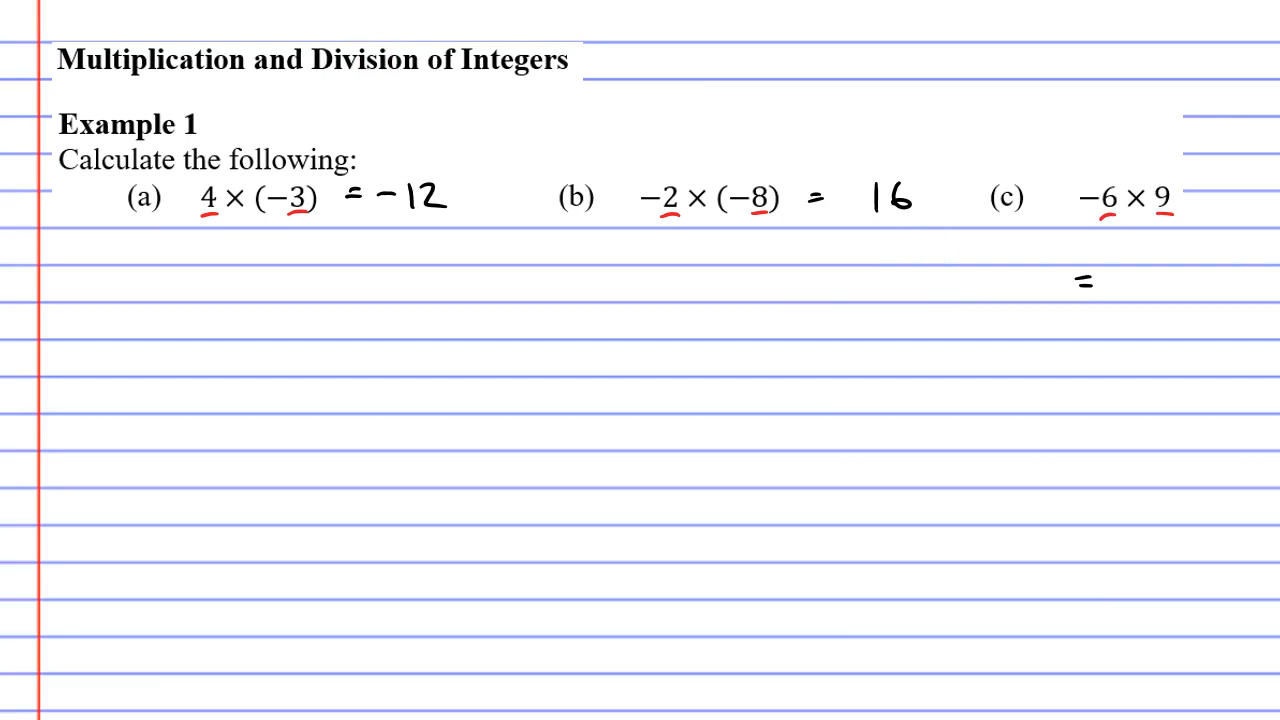 Multiplication and Division of Integers
Example 1
Calculate the following:
(a) 4 × (−3) = −12 (b) −2 × (−8) = 16 (c) −6 × 9
=